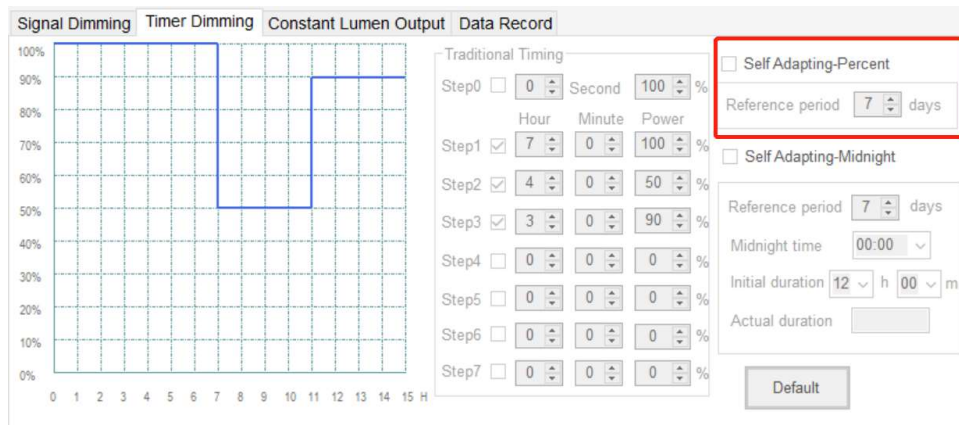 Signal Dimming Timer Dimming Constant Lumen Output Data Record
100%
90%
80%
70%
60%
50%
40%
30%
20%
10%
0%
0 1 2 3 4 5 6 7 8 9 10 11 12 13 14 15 H
Traditional Timing
Step0 0 Second 100 %
Hour Minute Power
Step1 7 0 100 %
Step2 4 0 50 %
Step3 3 0 90 %
Step4 0 0 0 %
Step5 0 0 0 %
Step6 0 0 0 %
Step7 0 0 0 %
Self Adapting-Percent
Reference period 7 days
Self Adapting-Midnight
Reference period 7 days
Midnight time 00:00
Initial duration 12 h 00 m
Actual duration
Default